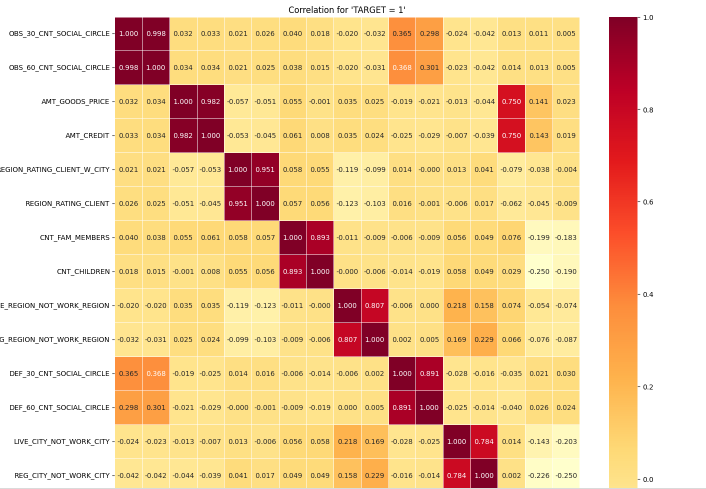 Correlation for 'TARGET = 1'
OBS_30_CNT_SOCIAL_CIRCLE 1.000 0.998 0.032 0.033 0.021 0.026 0.040 0.018 -0.020 -0.032 0.365 0.298 -0.024 -0.042 0.013 0.011 0.005
OBS_60_CNT_SOCIAL_CIRCLE 0.998 1.000 0.034 0.034 0.021 0.025 0.038 0.015 -0.020 -0.031 0.368 0.301 -0.023 -0.042 0.014 0.013 0.005
AMT_GOODS_PRICE 0.032 0.034 1.000 0.982 -0.057 -0.051 0.055 -0.001 0.035 0.025 -0.019 -0.021 -0.013 -0.044 0.750 0.141 0.023
AMT_CREDIT 0.033 0.034 0.982 1.000 -0.053 -0.045 0.061 0.008 0.035 0.024 -0.025 -0.029 -0.007 -0.039 0.750 0.143 0.019
EGION_RATING_CLIENT_W_CITY 0.021 0.021 -0.057 -0.053 1.000 0.951 0.058 0.055 -0.119 -0.099 0.014 -0.000 0.013 0.041 -0.079 -0.038 -0.004
REGION_RATING_CLIENT 0.026 0.025 -0.051 -0.045 0.951 1.000 0.057 0.056 -0.123 -0.103 0.016 -0.001 -0.006 0.017 -0.062 -0.045 -0.009
CNT_FAM_MEMBERS 0.040 0.038 0.055 0.061 0.058 0.057 1.000 0.893 -0.011 -0.009 -0.006 -0.009 0.056 0.049 0.076 -0.199 -0.183
CNT_CHILDREN 0.018 0.015 -0.001 0.008 0.055 0.056 0.893 1.000 -0.000 -0.006 -0.014 -0.019 0.058 0.049 0.029 -0.250 -0.190
E_REGION_NOT_WORK_REGION -0.020 -0.020 0.035 0.035 -0.119 -0.123 -0.011 -0.000 1.000 0.807 -0.006 0.000 0.218 0.158 0.074 -0.054 -0.074
G_REGION_NOT_WORK_REGION -0.032 -0.031 0.025 0.024 -0.099 -0.103 -0.009 -0.006 0.807 1.000 0.002 0.005 0.169 0.229 0.066 -0.076 -0.087
DEF_30_CNT_SOCIAL_CIRCLE 0.365 0.368 -0.019 -0.025 0.014 0.016 -0.006 -0.014 -0.006 0.002 1.000 0.891 -0.028 -0.016 -0.035 0.021 0.030
DEF_60_CNT_SOCIAL_CIRCLE 0.298 0.301 -0.021 -0.029 -0.000 -0.001 -0.009 -0.019 0.000 0.005 0.891 1.000 -0.025 -0.014 -0.040 0.026 0.024
LIVE_CITY_NOT_WORK_CITY -0.024 -0.023 -0.013 -0.007 0.013 -0.006 0.056 0.058 0.218 0.169 -0.028 -0.025 1.000 0.784 0.014 -0.143 -0.203
REG_CITY_NOT_WORK_CITY -0.042 -0.042 -0.044 -0.039 0.041 0.017 0.049 0.049 0.158 0.229 -0.016 -0.014 0.784 1.000 0.002 -0.226 -0.250
1.0
0.8
0.6
0.4
0.2
0.0